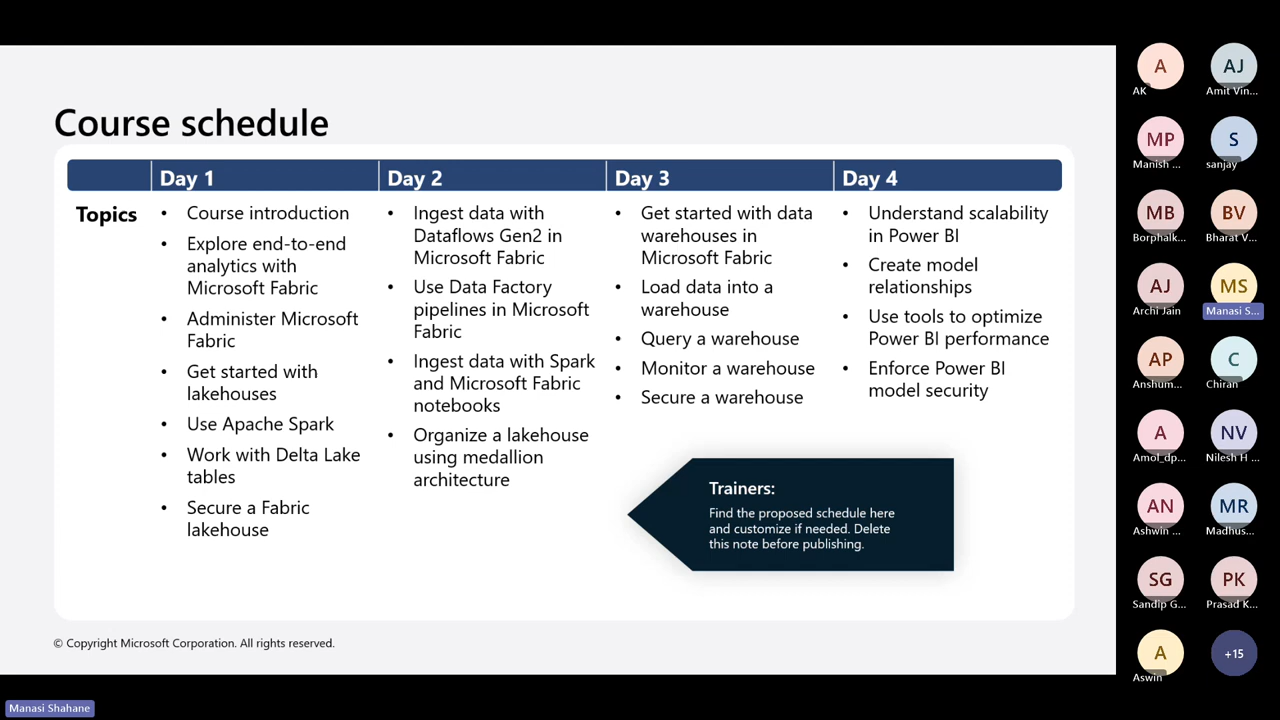 Course schedule
Day 1
Day 2
Day 3
Day 4
Topics
• Course introduction
• Explore end-to-end
analytics with
Microsoft Fabric
• Administer Microsoft
Fabric
• Get started with
lakehouses
• Use Apache Spark
• Work with Delta Lake
tables
• Secure a Fabric
lakehouse
• Ingest data with
Dataflows Gen2 in
Microsoft Fabric
• Use Data Factory
pipelines in Microsoft
Fabric
• Ingest data with Spark
and Microsoft Fabric
notebooks
• Organize a lakehouse
using medallion
architecture
• Get started with data
warehouses in
Microsoft Fabric
• Load data into a
warehouse
• Query a warehouse
• Monitor a warehouse
• Secure a warehouse
• Understand scalability
in Power BI
• Create model
relationships
• Use tools to optimize
Power BI performance
• Enforce Power BI
model security
Trainers:
Find the proposed schedule here
and customize if needed. Delete
this note before publishing.
© Copyright Microsoft Corporation. All rights reserved.
Manasi Shahane
A
AK
AJ
Amit Vin...
MP
Manish ...
S
sanjay
MB
Borphalk...
BV
Bharat V...
AJ
Archi Jain
MS
Manasi S...
AP
Anshum...
C
Chiran
A
Amol_dp...
NV
Nilesh H ...
AN
Ashwin ...
MR
Madhus...
SG
Sandip G...
PK
Prasad K...
A
Aswin
+15